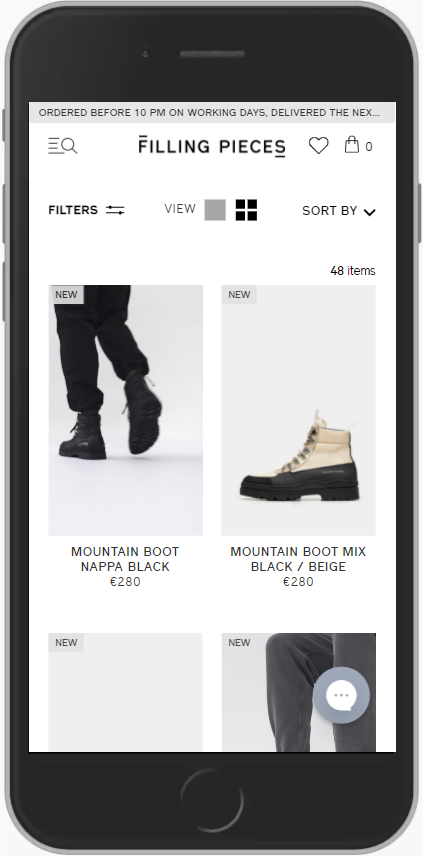 ORDERED BEFORE 10 PM ON WORKING DAYS, DELIVERED THE NEX...
FILLING PIECES
0
FILTERS
VIEW
SORT BY
48 items
NEW
NEW
MOUNTAIN BOOT
NAPPA BLACK
€280
MOUNTAIN BOOT MIX
BLACK / BEIGE
€280
NEW
NEW